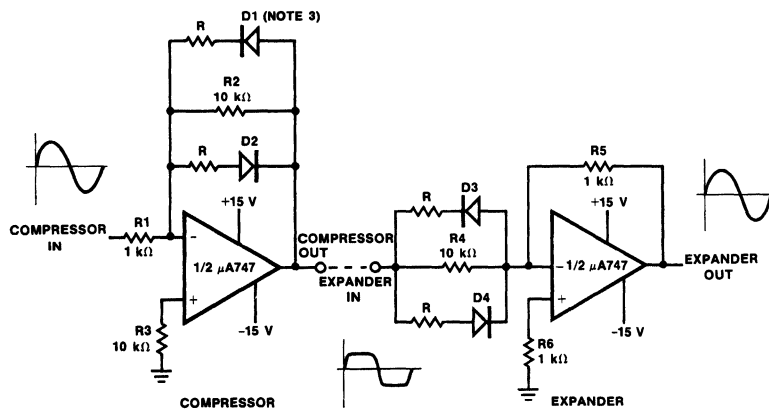 D1 (NOTE 3)
R
R2
10 kΩ
R
D2
+15 V
COMPRESSOR
IN
R1
1 kΩ
−
1/2 μA747
+
R3
10 kΩ
−15 V
COMPRESSOR
OUT
EXPANDER
IN
R
D3
R4
10 kΩ
R
D4
R5
1 kΩ
+15 V
−
1/2 μA747
+
EXPANDER
OUT
−15 V
R6
1 kΩ
COMPRESSOR
EXPANDER